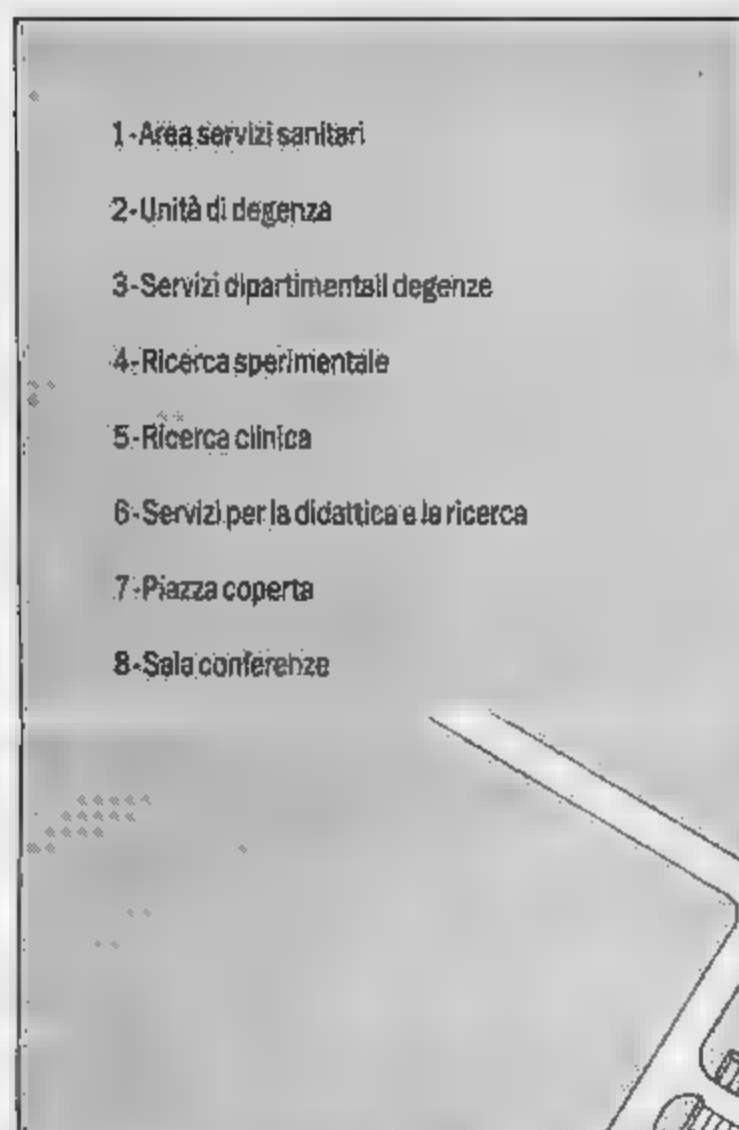 1-Area servizi sanitari
2-Unità di degenza
3-Servizi dipartimentali degenze
4-Ricerca sperimentale
5-Ricerca clinica
6-Servizi per la didattica e la ricerca
7-Piazza coperta
8-Sala conferenze